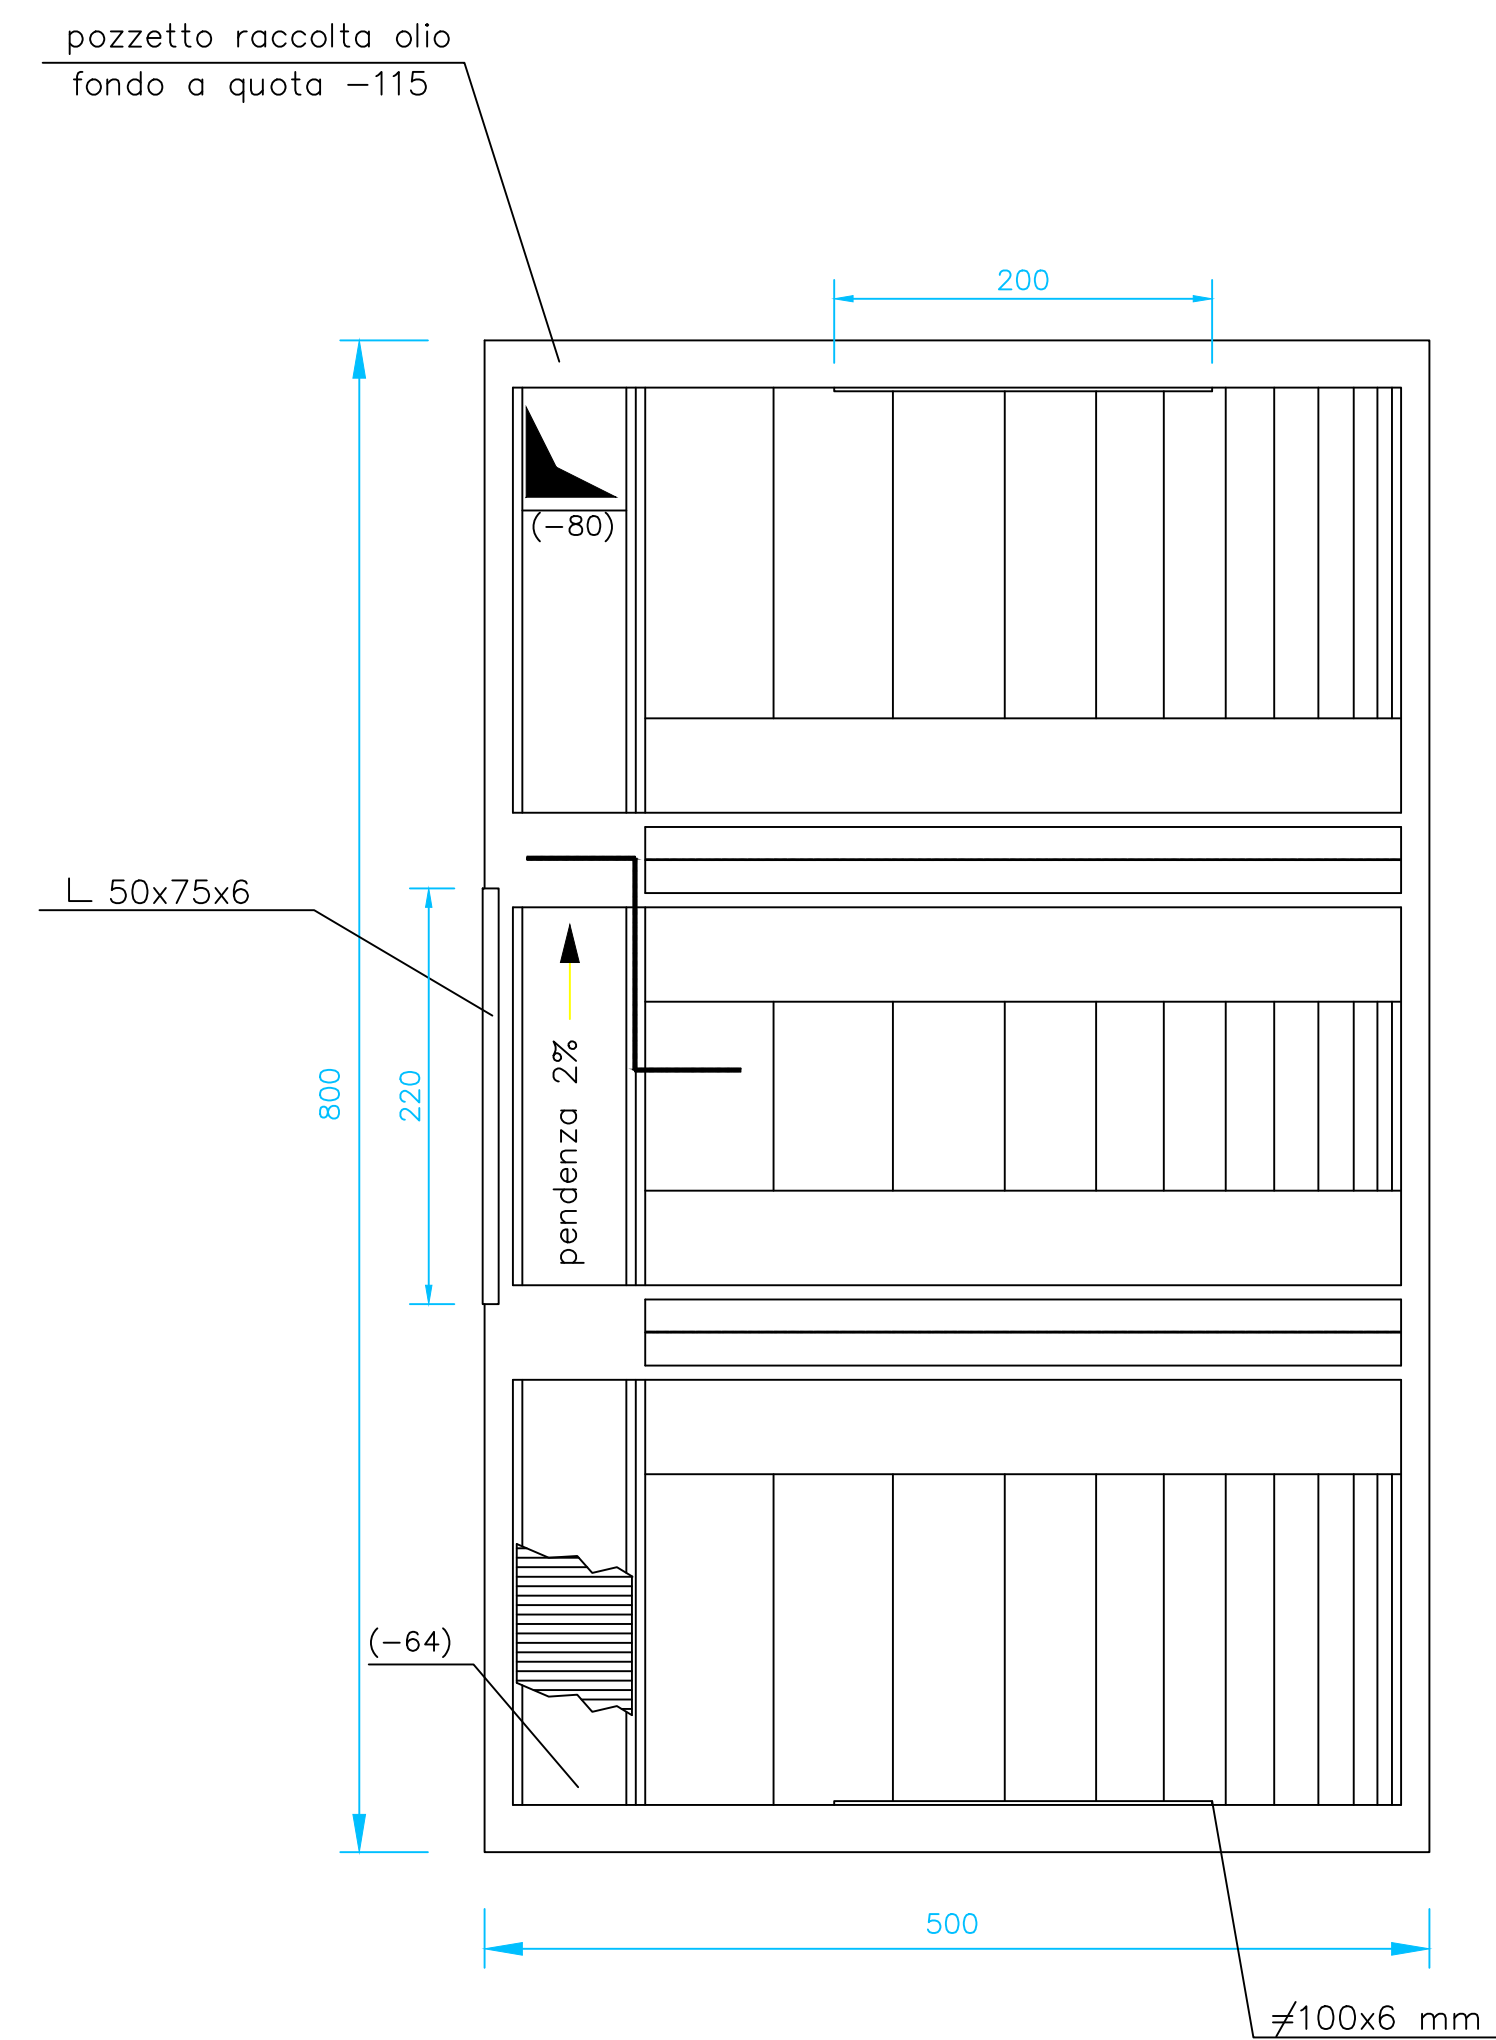 pozzetto raccolta olio
fondo a quota -115
200
(-80)
L 50x75x6
800
220
pendenza 2%
(-64)
500
≠100x6 mm